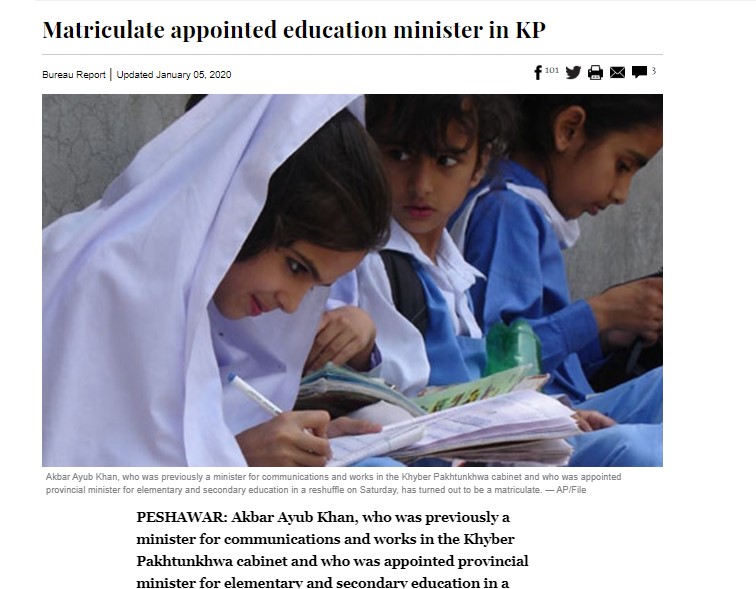 Matriculate appointed education minister in KP
Bureau Report | Updated January 05, 2020
101
3
Akbar Ayub Khan, who was previously a minister for communications and works in the Khyber Pakhtunkhwa cabinet and who was appointed
provincial minister for elementary and secondary education in a reshuffle on Saturday, has turned out to be a matriculate. — AP/File
PESHAWAR: Akbar Ayub Khan, who was previously a
minister for communications and works in the Khyber
Pakhtunkhwa cabinet and who was appointed provincial
minister for elementary and secondary education in a